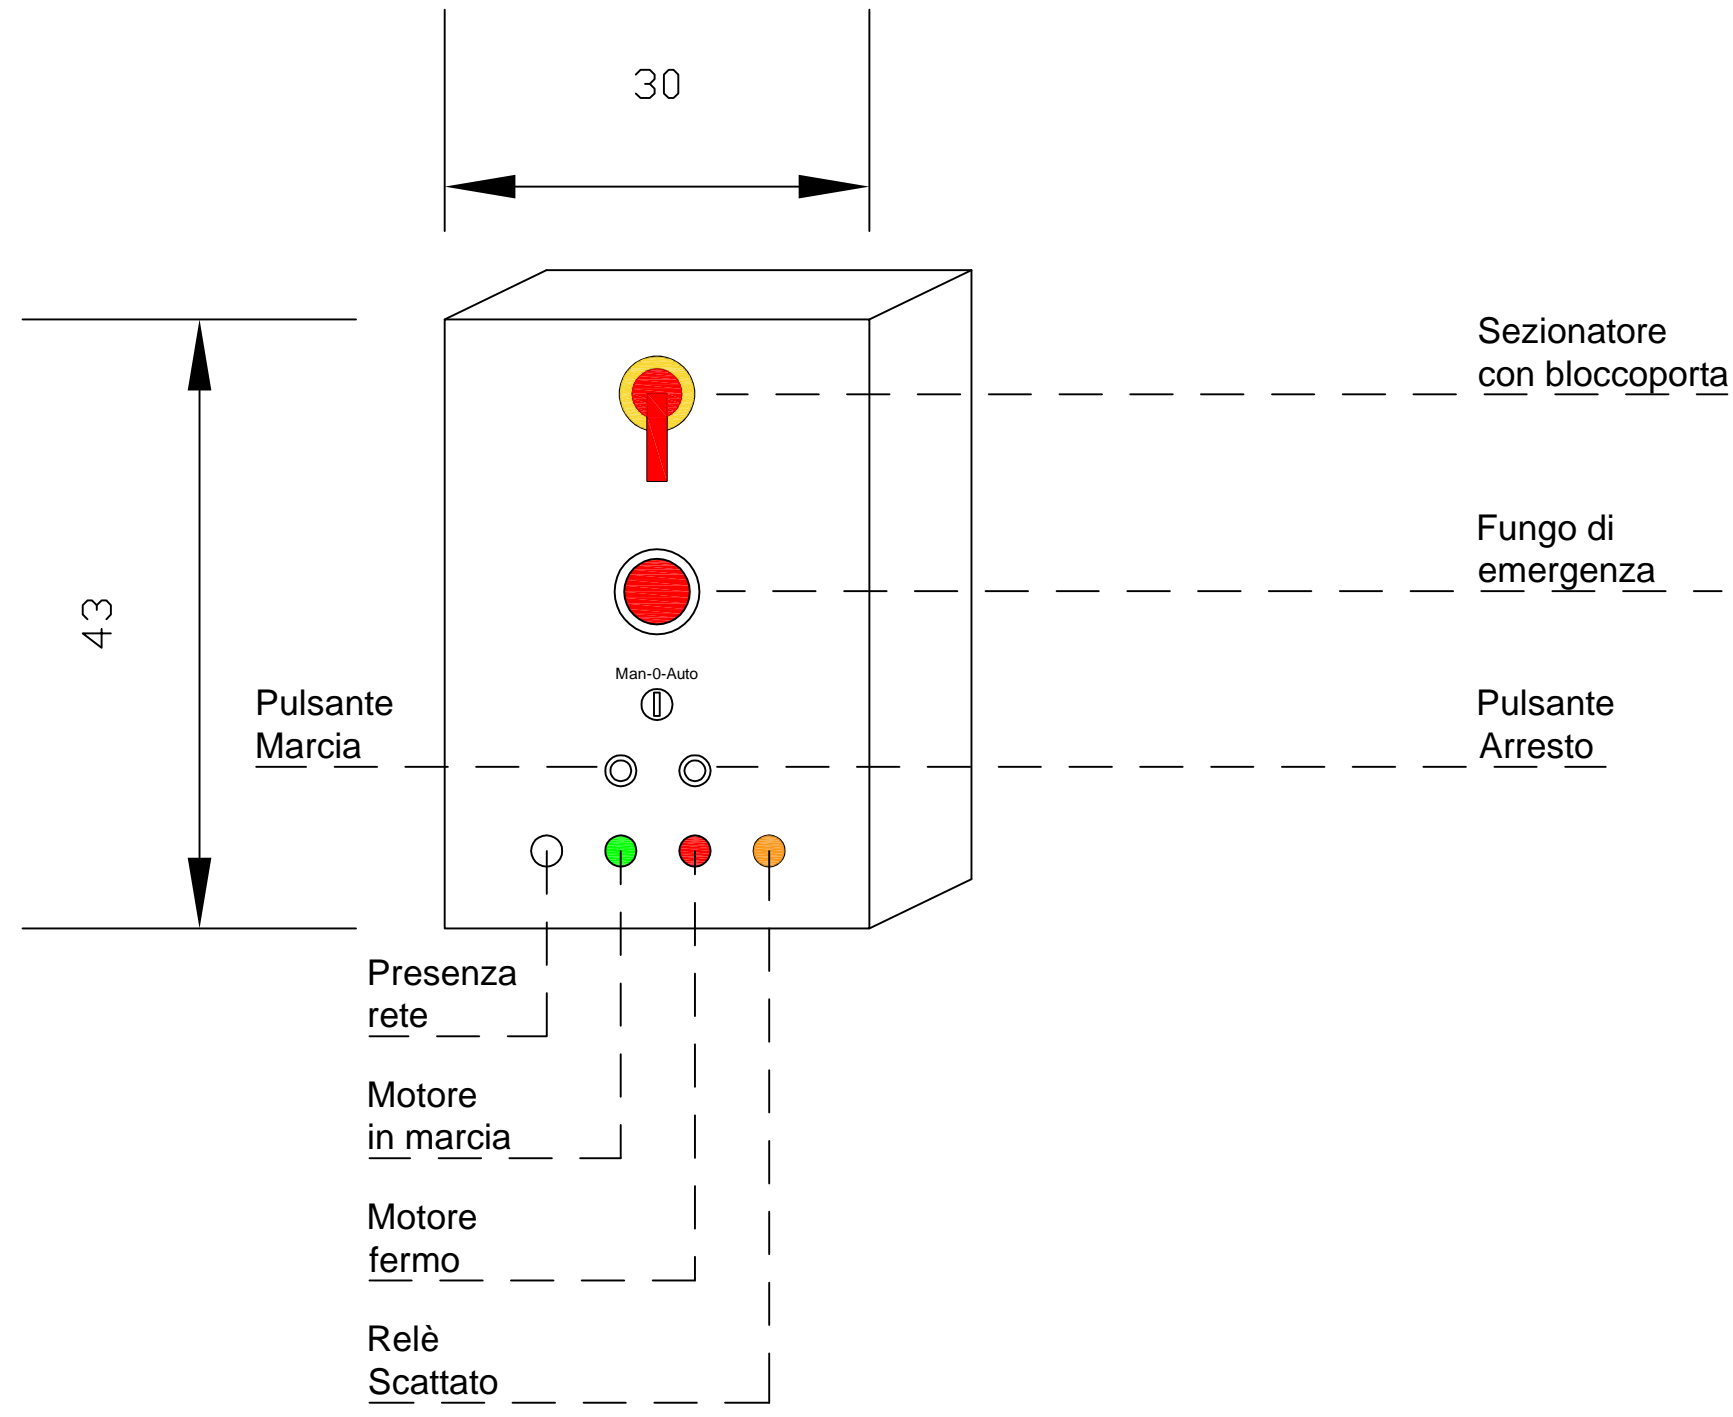 30
Sezionatore
con bloccoporta
Fungo di
emergenza
43
Man-0-Auto
Pulsante
Marcia
Pulsante
Arresto
Presenza
rete
Motore
in marcia
Motore
fermo
Relè
Scattato